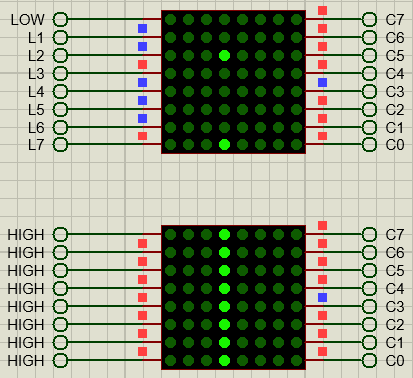 LOW C7
L1 C6
L2 C5
L3 C4
L4 C3
L5 C2
L6 C1
L7 C0
HIGH C7
HIGH C6
HIGH C5
HIGH C4
HIGH C3
HIGH C2
HIGH C1
HIGH C0